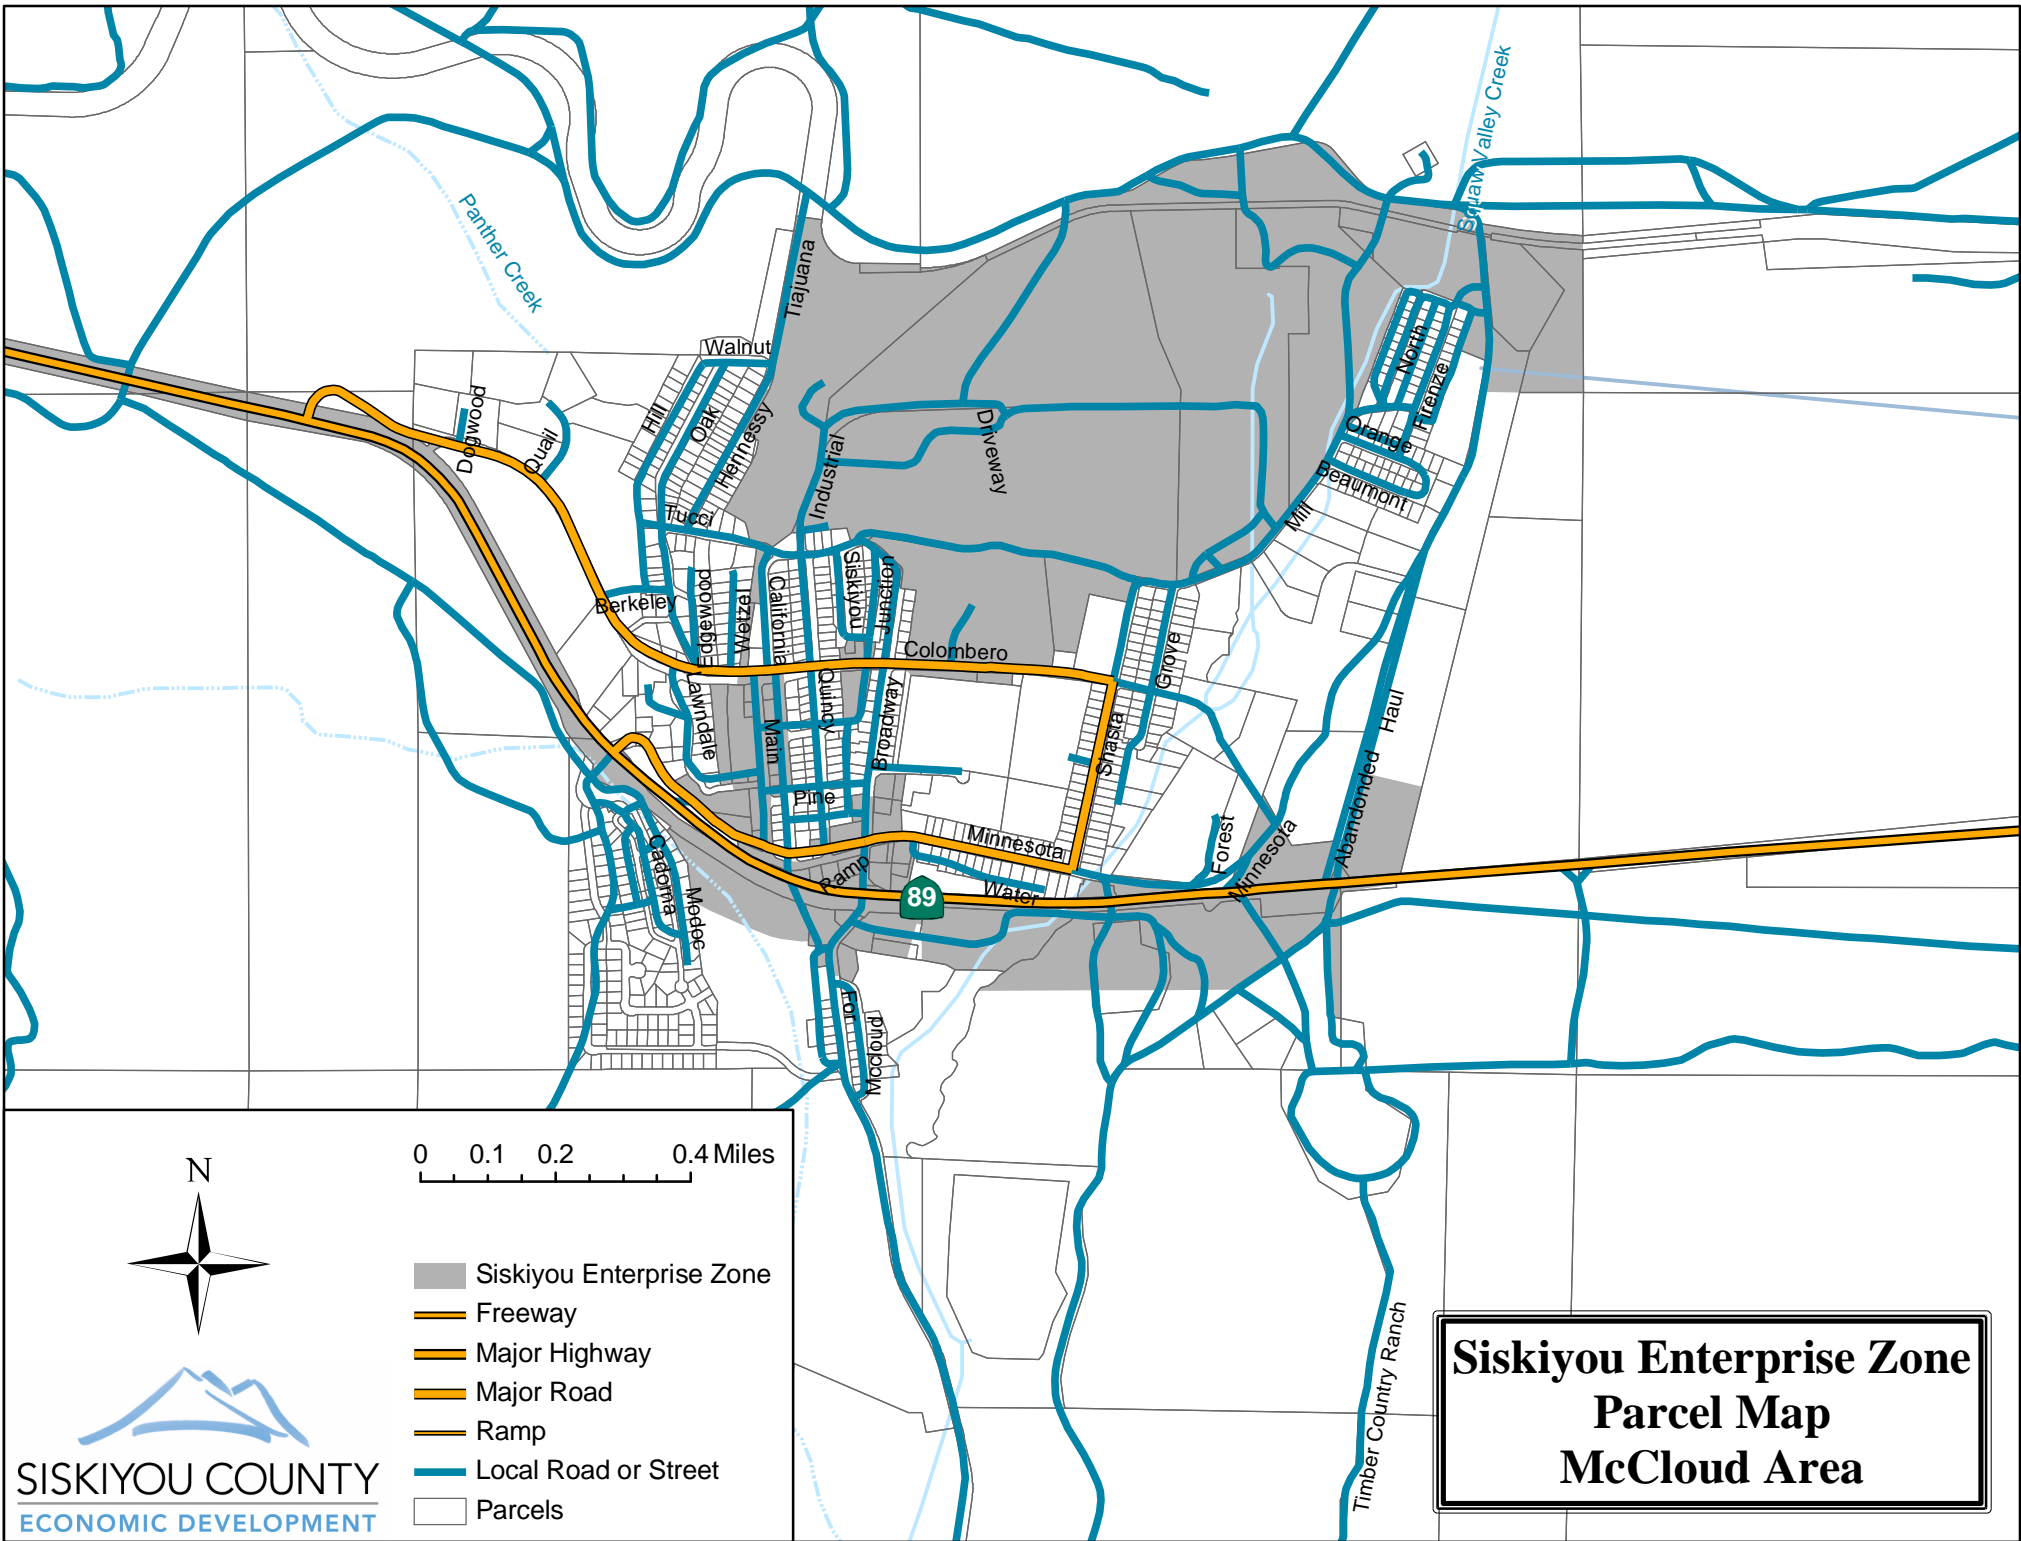 Squaw Valley Creek
Panther Creek
Tiajuana
Walnut
Hill
Oak
Hennessy
Dogwood
Quail
Tucci
Industrial
Driveway
North
Firenze
Orange
Beaumont
Mill
Berkeley
Edgewood
Wetzel
California
Siskiyou
Junction
Colombero
Grove
Lawndale
Main
Quincy
Broadway
Shasta
Abandonded Haul
Pine
Minnesota
Forest
Minnesota
Ramp
89
Water
Cadorna
Modoc
For
Mccloud
Timber Country Ranch
N
0 0.1 0.2 0.4 Miles
Siskiyou Enterprise Zone
Freeway
Major Highway
Major Road
Ramp
Local Road or Street
Parcels
SISKIYOU COUNTY
ECONOMIC DEVELOPMENT
Siskiyou Enterprise Zone
Parcel Map
McCloud Area